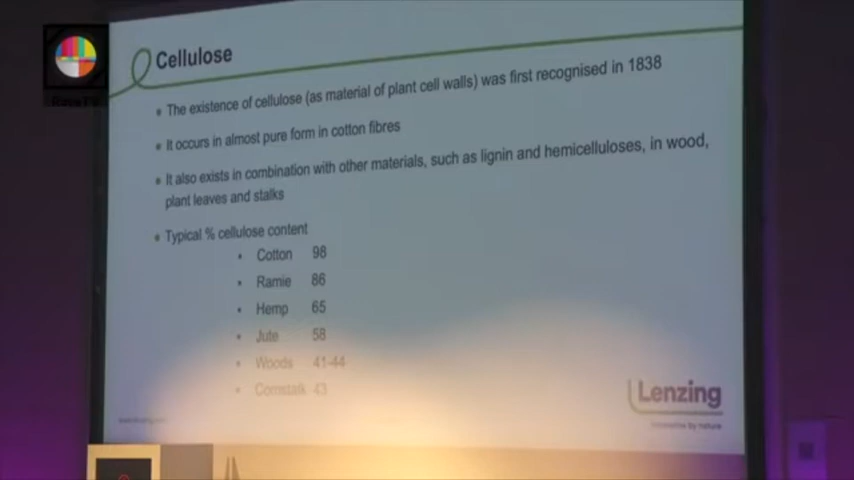 Cellulose
The existence of cellulose (as material of plant cell walls) was first recognised in 1838
It occurs in almost pure form in cotton fibres
It also exists in combination with other materials, such as lignin and hemicelluloses, in wood,
plant leaves and stalks
Typical % cellulose content
Cotton 98
Ramie 86
Hemp 65
Jute 58
Woods 41-44
Cornstalk 43
Lenzing
Innovative by nature